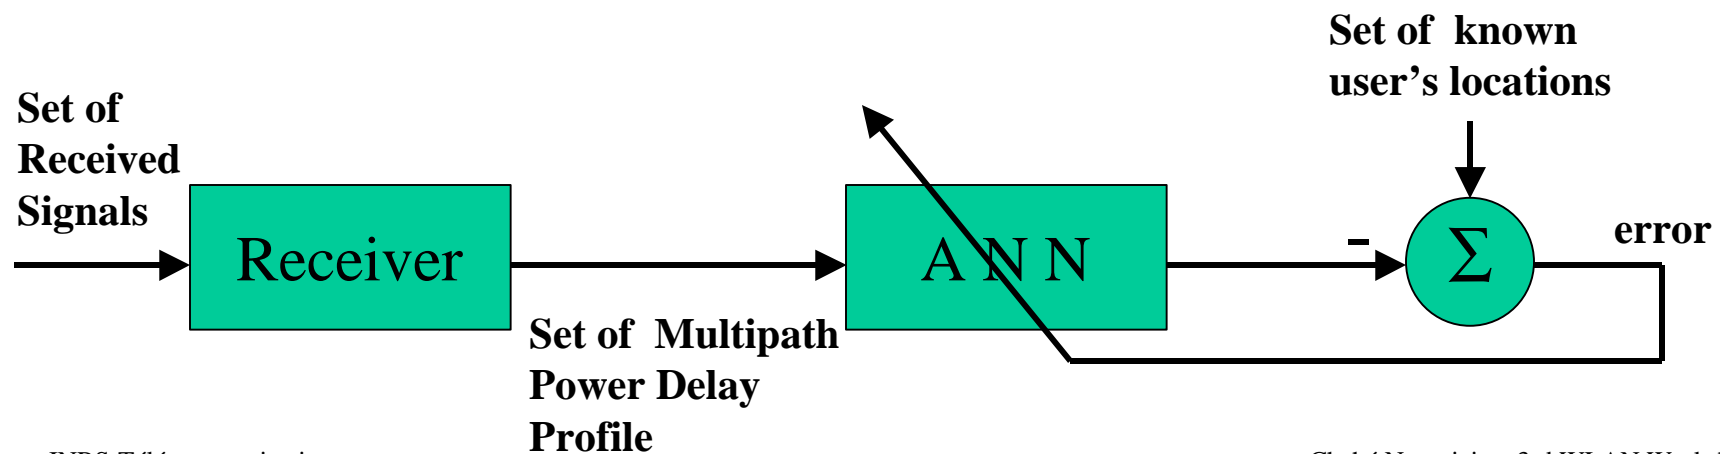 Set of known
user's locations
Set of
Received
Signals
Receiver
A N N
-
Σ
error
Set of Multipath
Power Delay
Profile